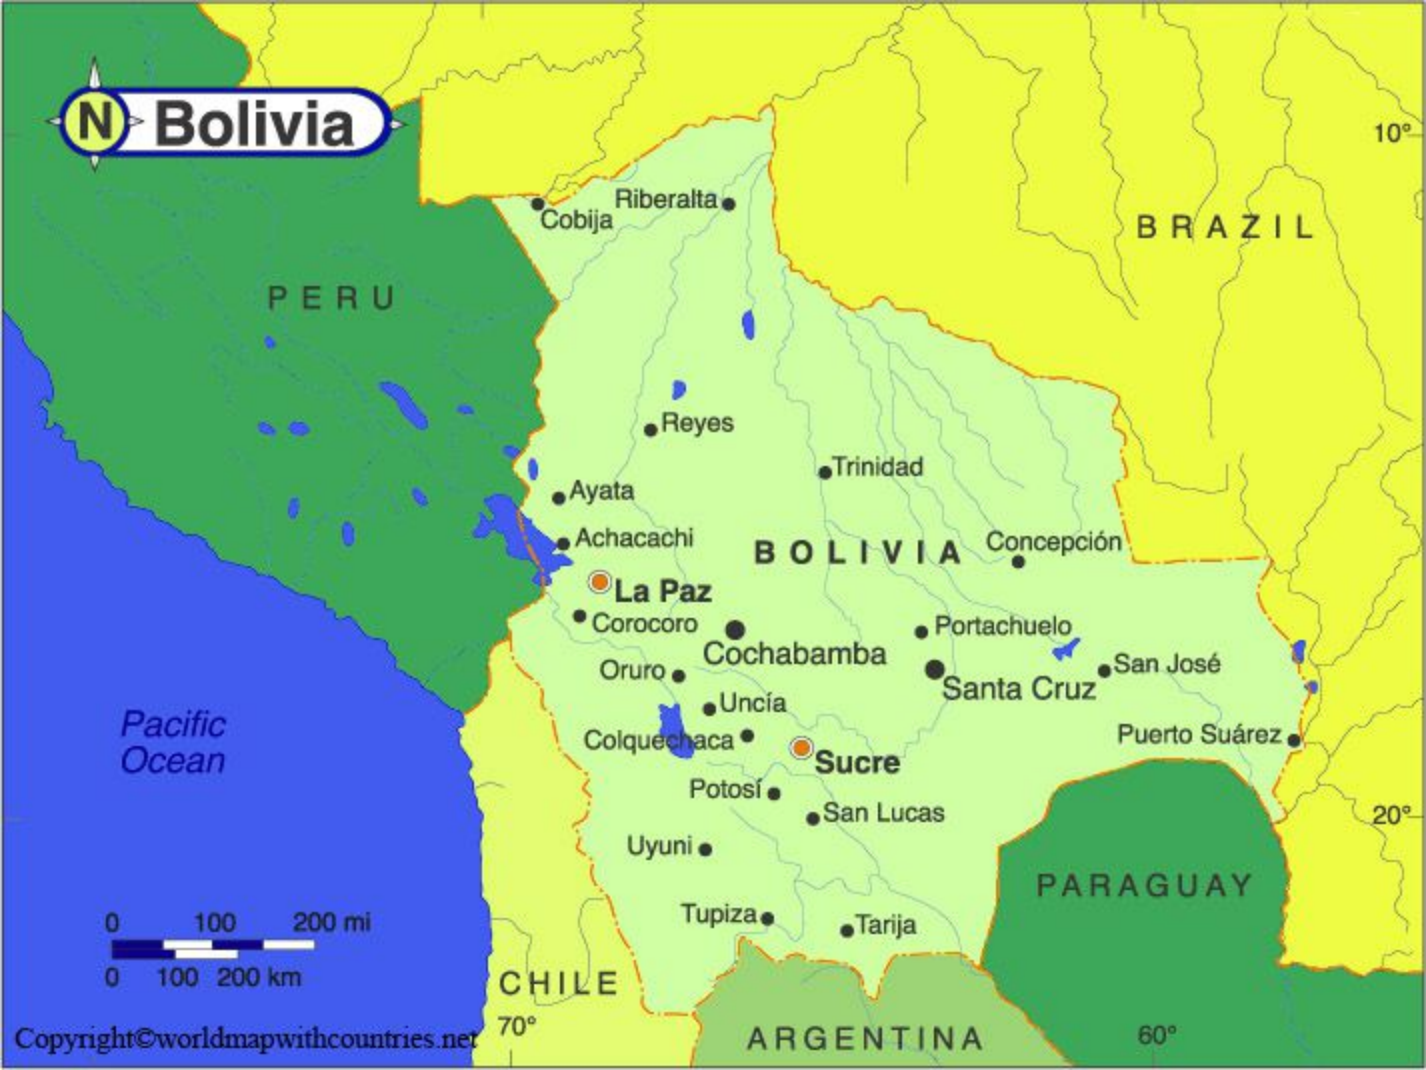 N Bolivia
10°
BRAZIL
Riberalta
Cobija
PERU
Reyes
Trinidad
Ayata
Achacachi
BOLIVIA
Concepción
La Paz
Corocoro
Portachuelo
Cochabamba
Oruro
San José
Santa Cruz
Uncía
Pacific
Ocean
Colquechaca
Puerto Suárez
Sucre
Potosí
San Lucas
20°
Uyuni
PARAGUAY
Tupiza
Tarija
0 100 200 mi
0 100 200 km
CHILE
70°
ARGENTINA
60°
Copyright©worldmapwithcountries.net